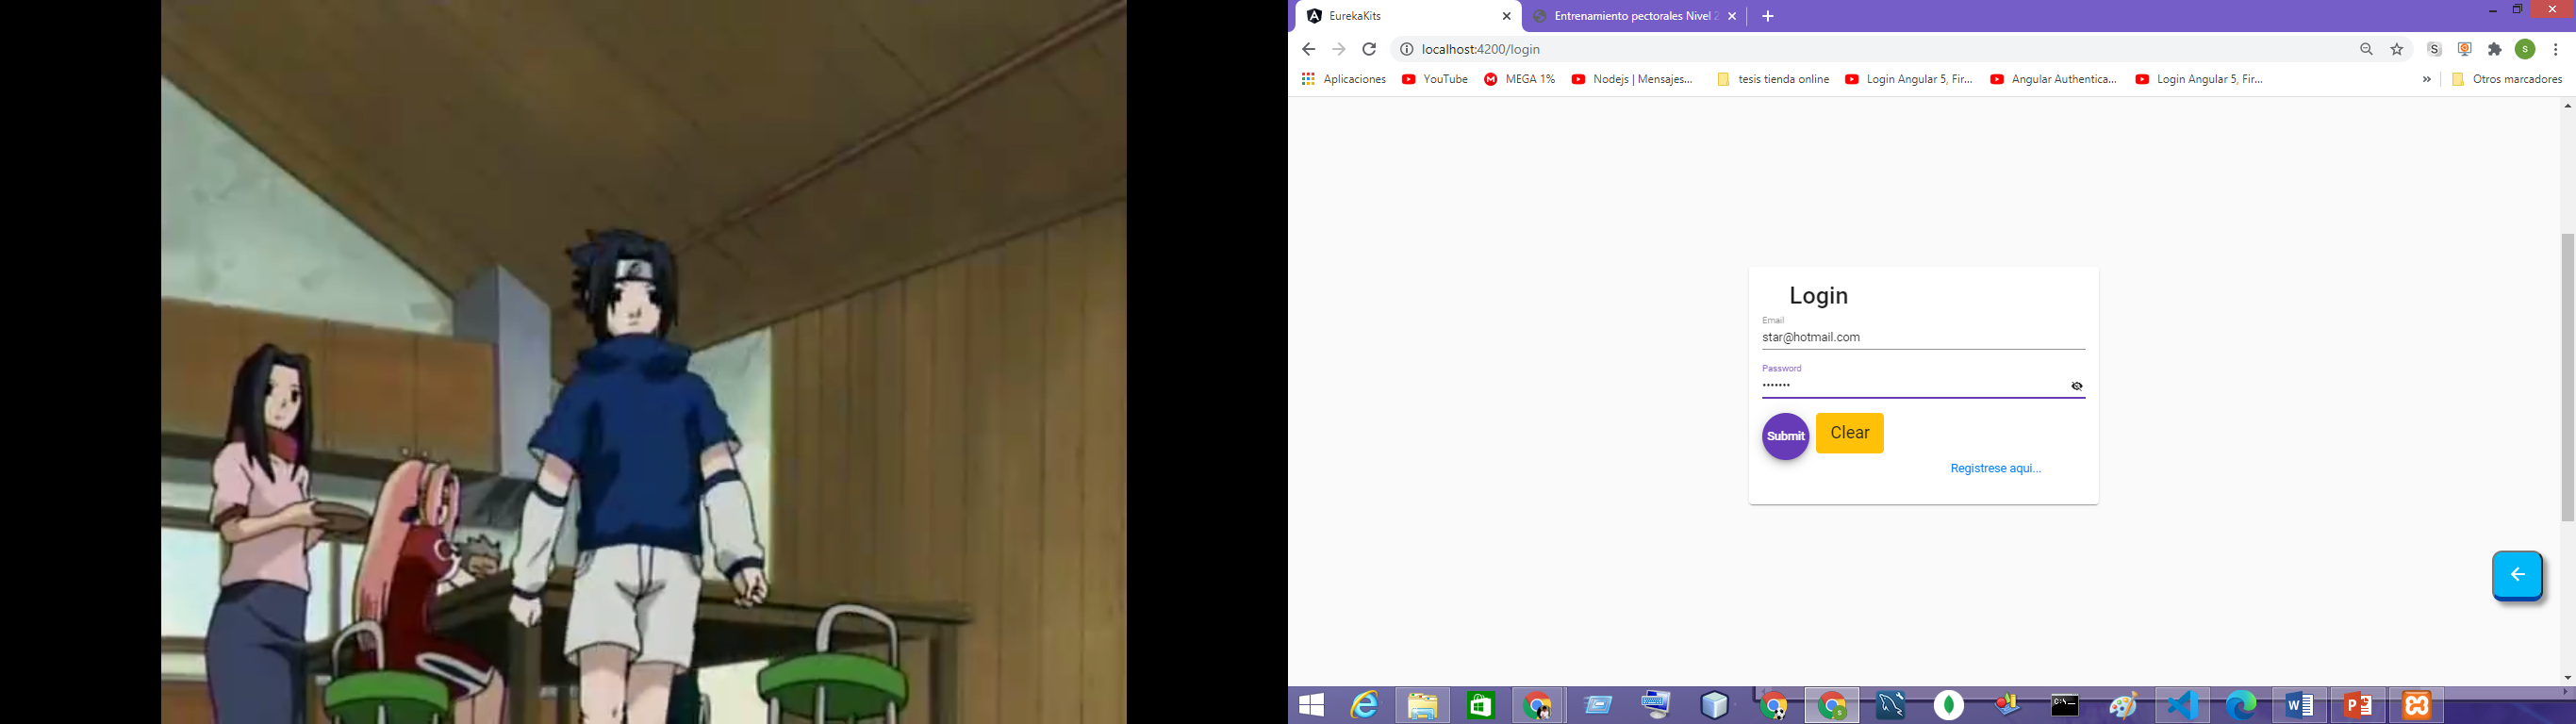 EurekaKits
Entrenamiento pectorales Nivel 2
localhost:4200/login
S
s
Aplicaciones
YouTube
MEGA 1%
Nodejs | Mensajes...
tesis tienda online
Login Angular 5, Fir...
Angular Authentica...
Login Angular 5, Fir...
Otros marcadores
Login
Email
star@hotmail.com
Password
•••••••
Submit
Clear
Registrese aqui...